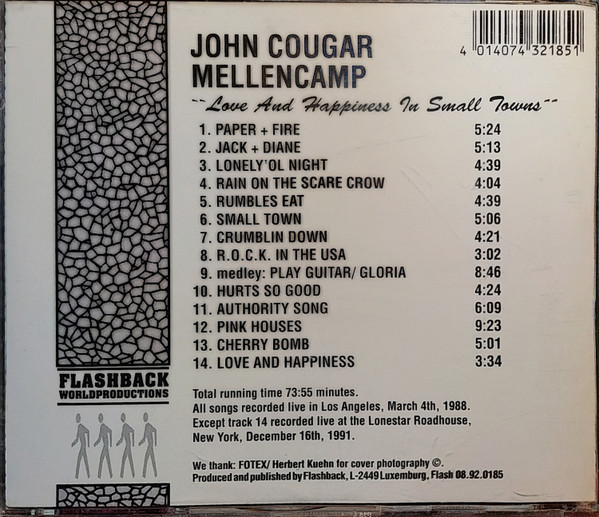 JOHN COUGAR
MELLENCAMP
4 014074 321851
~~Love And Happiness In Small Towns~~
1. PAPER + FIRE 5:24
2. JACK + DIANE 5:13
3. LONELY'OL NIGHT 4:39
4. RAIN ON THE SCARE CROW 4:04
5. RUMBLES EAT 4:39
6. SMALL TOWN 5:06
7. CRUMBLIN DOWN 4:21
8. R.O.C.K. IN THE USA 3:02
9. medley: PLAY GUITAR/ GLORIA 8:46
10. HURTS SO GOOD 4:24
11. AUTHORITY SONG 6:09
12. PINK HOUSES 9:23
13. CHERRY BOMB 5:01
14. LOVE AND HAPPINESS 3:34
FLASHBACK
WORLDPRODUCTIONS
Total running time 73:55 minutes.
All songs recorded live in Los Angeles, March 4th, 1988.
Except track 14 recorded live at the Lonestar Roadhouse,
New York, December 16th, 1991.
We thank: FOTEX/ Herbert Kuehn for cover photography ©.
Produced and published by Flashback, L-2449 Luxemburg, Flash 08.92.0185